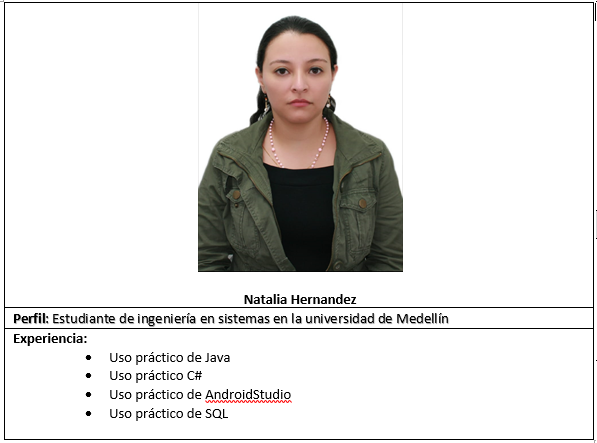 Natalia Hernandez
Perfil: Estudiante de ingeniería en sistemas en la universidad de Medellín
Experiencia:
• Uso práctico de Java
• Uso práctico C#
• Uso práctico de AndroidStudio
• Uso práctico de SQL